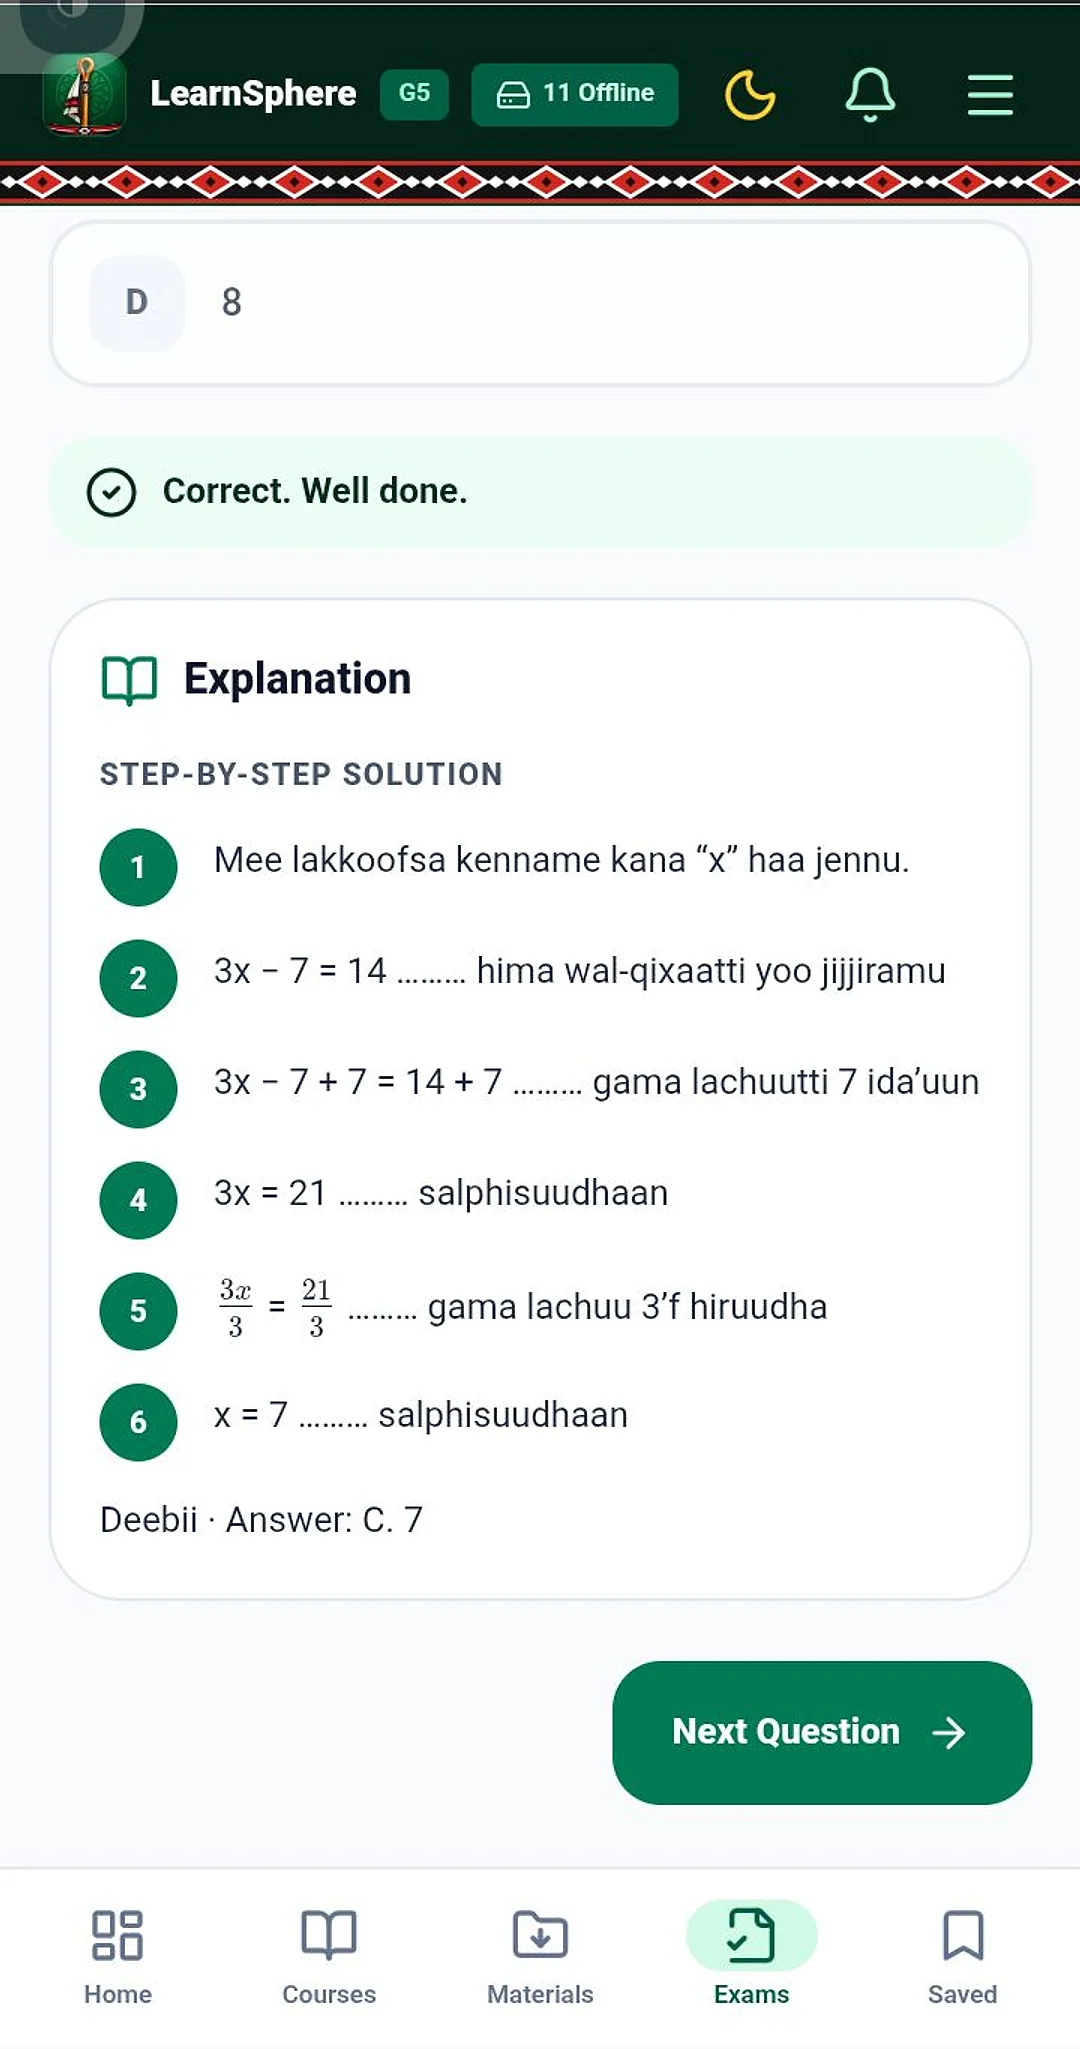 LearnSphere G5 11 Offline
D 8
Correct. Well done.
Explanation
STEP-BY-STEP SOLUTION
1 Mee lakkoofsa kenname kana “x” haa jennu.
2 3x − 7 = 14 ……… hima wal-qixaatti yoo jijjiramu
3 3x − 7 + 7 = 14 + 7 ……… gama lachuutti 7 ida’uun
4 3x = 21 ……… salphisuudhaan
5 3x/3 = 21/3 ……… gama lachuu 3’f hiruudha
6 x = 7 ……… salphisuudhaan
Deebii · Answer: C. 7
Next Question →
Home Courses Materials Exams Saved